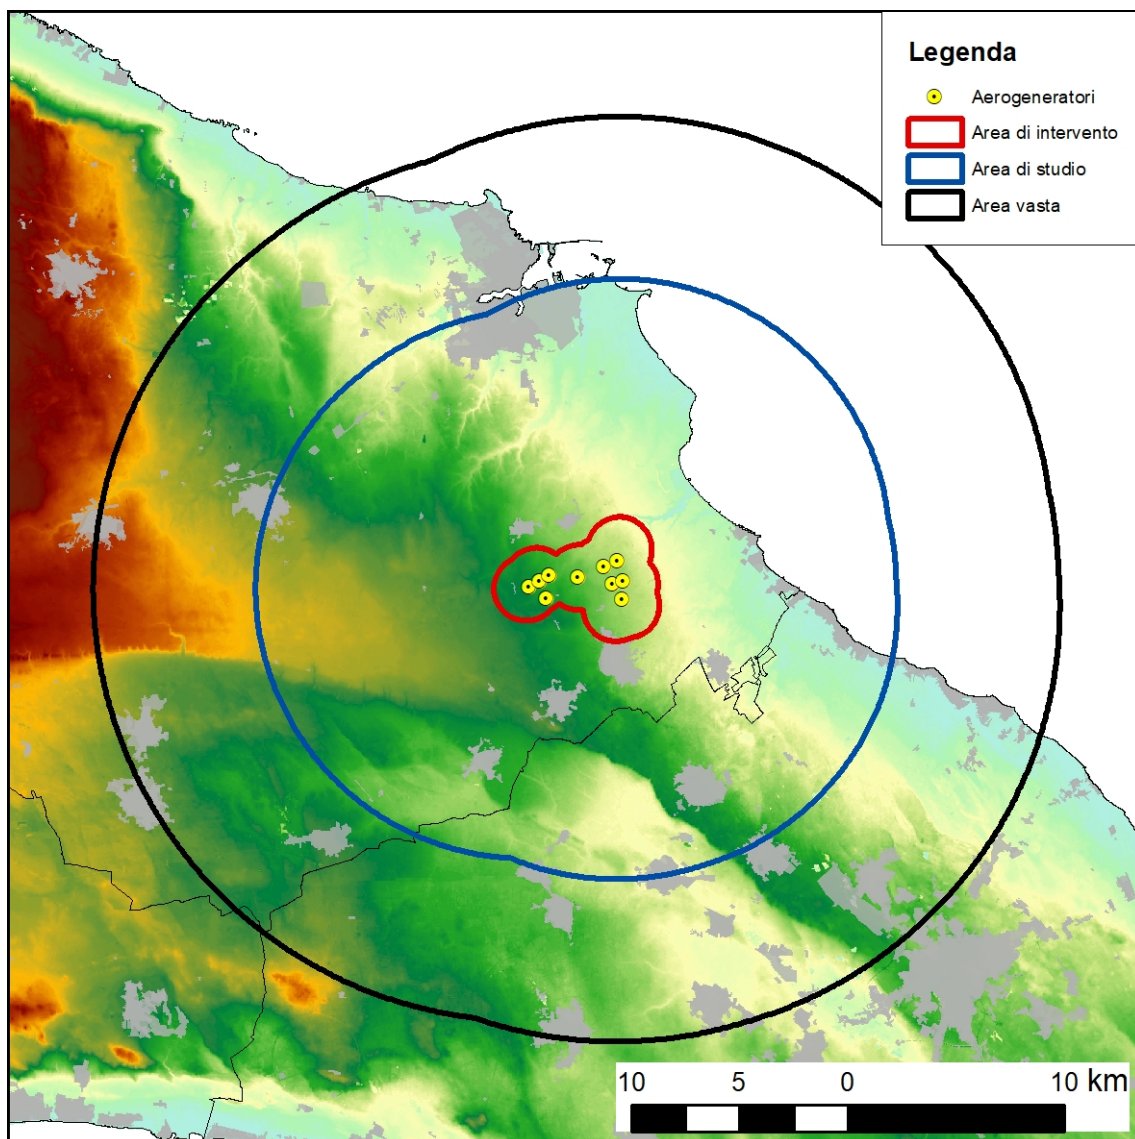 Legenda
Aerogeneratori
Area di intervento
Area di studio
Area vasta
10 5 0 10 km